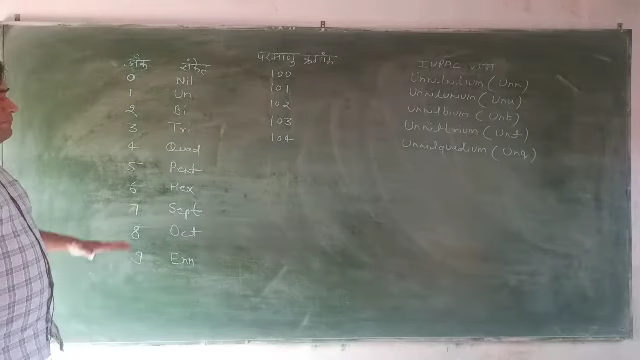 अंक संकेत परमाणु क्रमांक IUPAC नाम
0 Nil 100 Unnilnilium (Unn)
1 Un 101 Unnilunium (Unu)
2 Bi 102 Unnilbium (Unb)
3 Tri 103 Unniltrium (Unt)
4 Quad 104 Unnilquadium (Unq)
5 Pent
6 Hex
7 Sept
8 Oct
9 Enn